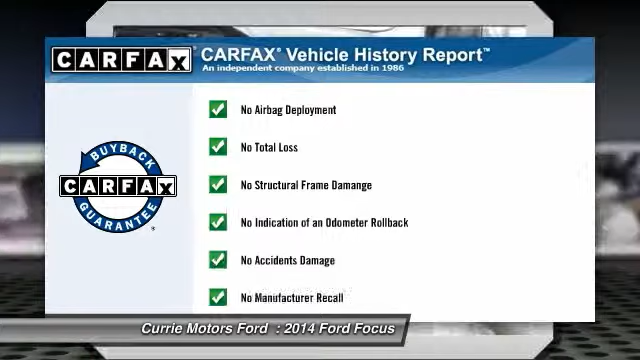 CARFAX
CARFAX® Vehicle History Report™
An independent company established in 1986
No Airbag Deployment
No Total Loss
No Structural Frame Damange
No Indication of an Odometer Rollback
No Accidents Damage
No Manufacturer Recall
BUYBACK
CARFAX
GUARANTEE®
Currie Motors Ford : 2014 Ford Focus